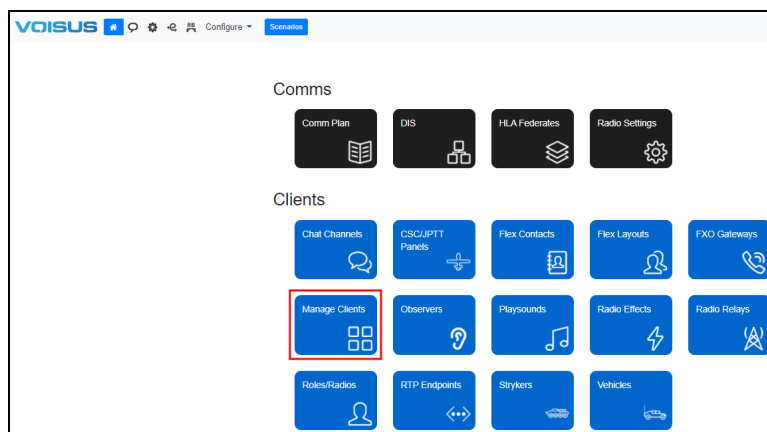 VOISUS RB Configure Scenarios
Comms
Comm Plan DIS HLA Federates Radio Settings
Clients
Chat Channels CSC/JPTT Flex Contacts Flex Layouts FXO Gateways
Panels
Manage Clients Observers Playsounds Radio Effects Radio Relays
Roles/Radios RTP Endpoints Strykers Vehicles